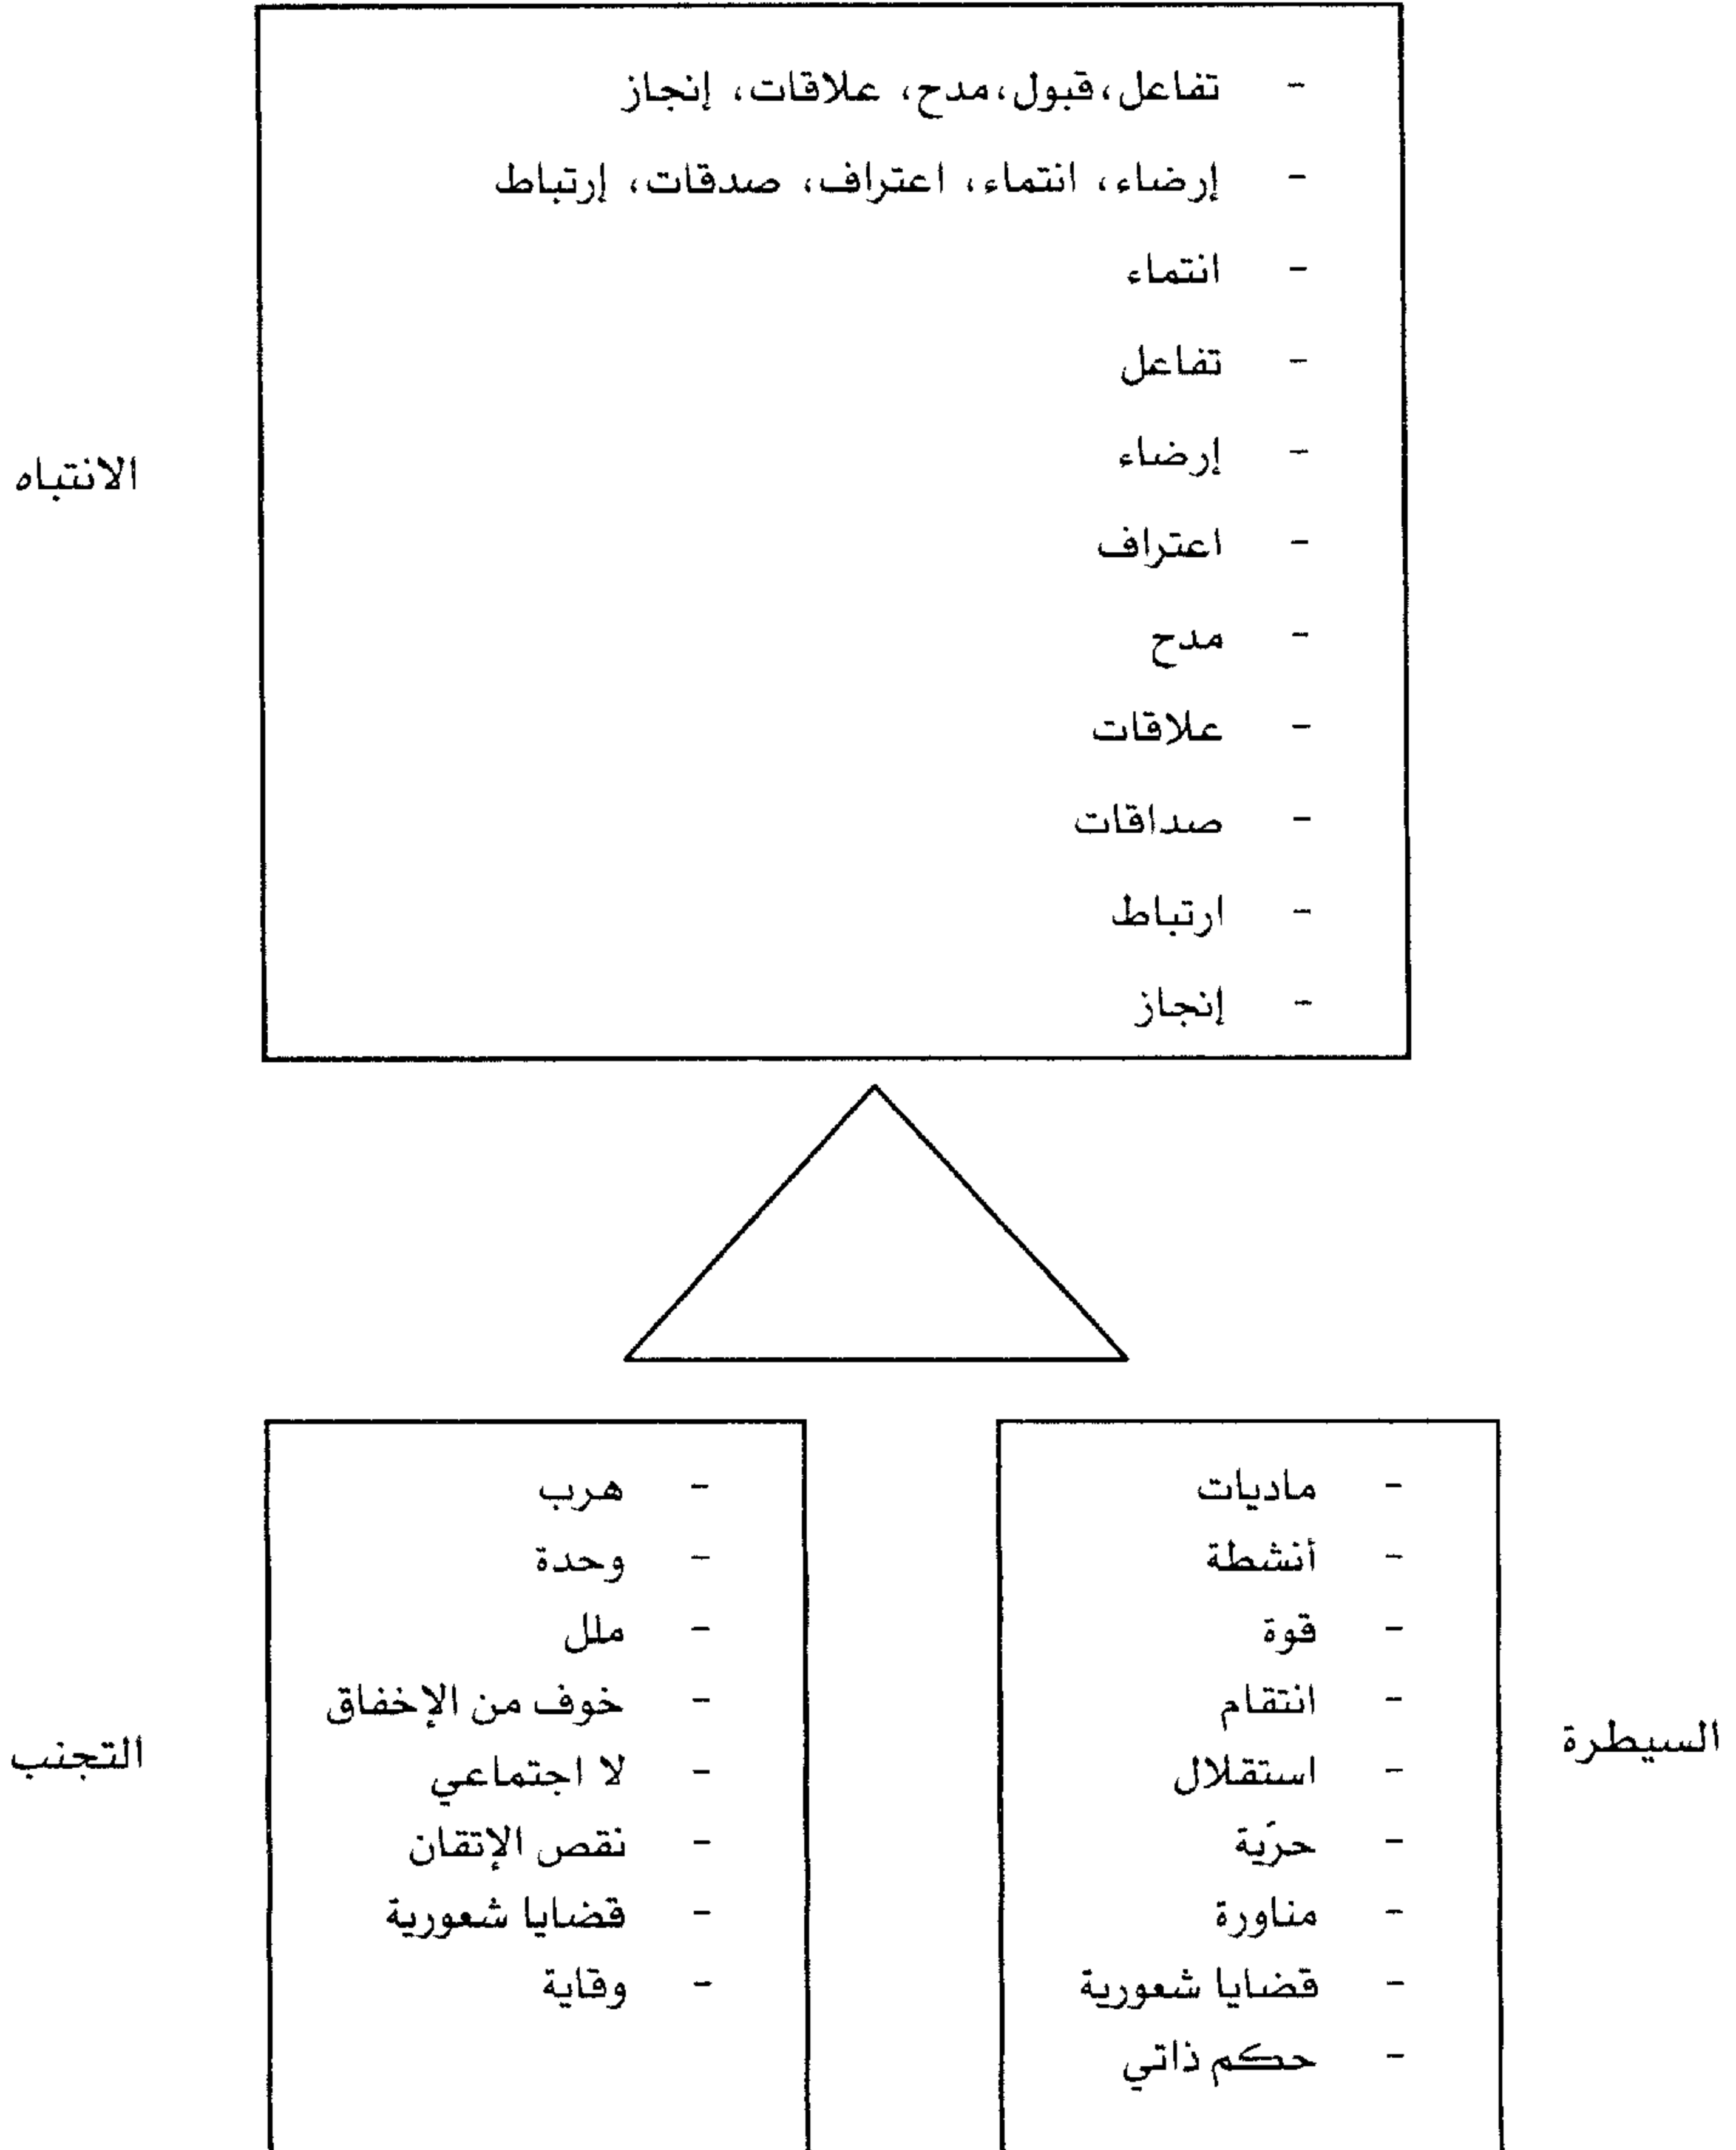 - تفاعل،قبول،مدح، علاقات، إنجاز
- إرضاء، انتماء، اعتراف، صدقات، إرتباط
- انتماء
- تفاعل
- إرضاء
- اعتراف
- مدح
- علاقات
- صداقات
- ارتباط
- إنجاز
الانتباه
السيطرة
- ماديات
- أنشطة
- قوة
- انتقام
- استقلال
- حرّية
- مناورة
- قضايا شعورية
- حكم ذاتي
- هرب
- وحدة
- ملل
- خوف من الإخفاق
- لا اجتماعي
- نقص الإتقان
- قضايا شعورية
- وقاية
التجنب